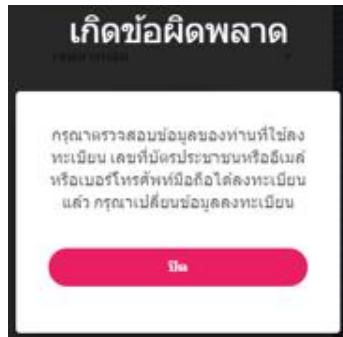 เกิดข้อผิดพลาด
กรุณาตรวจสอบข้อมูลของท่านที่ใช้ลง
ทะเบียน เลขที่บัตรประชาชนหรืออีเมล์
หรือเบอร์โทรศัพท์มือถือได้ลงทะเบียน
แล้ว กรุณาเปลี่ยนข้อมูลลงทะเบียน
ปิด